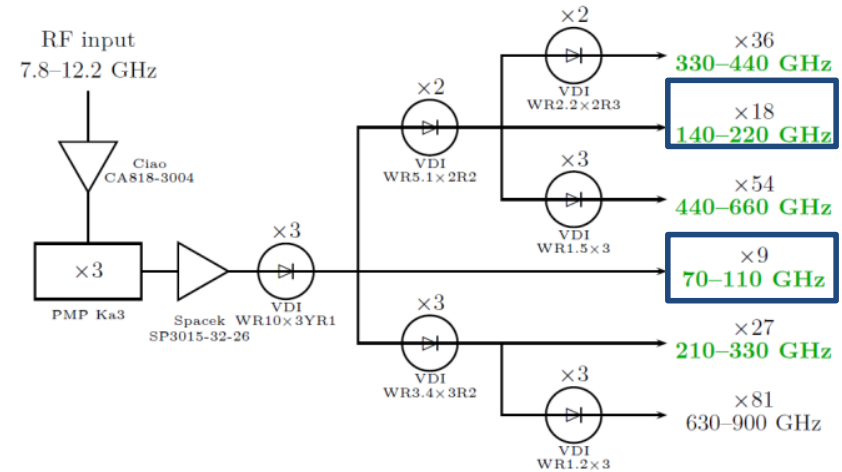 RF input
7.8–12.2 GHz
Ciao
CA818-3004
×3
PMP Ka3
Spacek
SP3015-32-26
×3
VDI
WR10×3YR1
×2
VDI
WR5.1×2R2
×2
VDI
WR2.2×2R3
×36
330–440 GHz
×18
140–220 GHz
×3
VDI
WR1.5×3
×54
440–660 GHz
×9
70–110 GHz
×3
VDI
WR3.4×3R2
×27
210–330 GHz
×3
VDI
WR1.2×3
×81
630–900 GHz